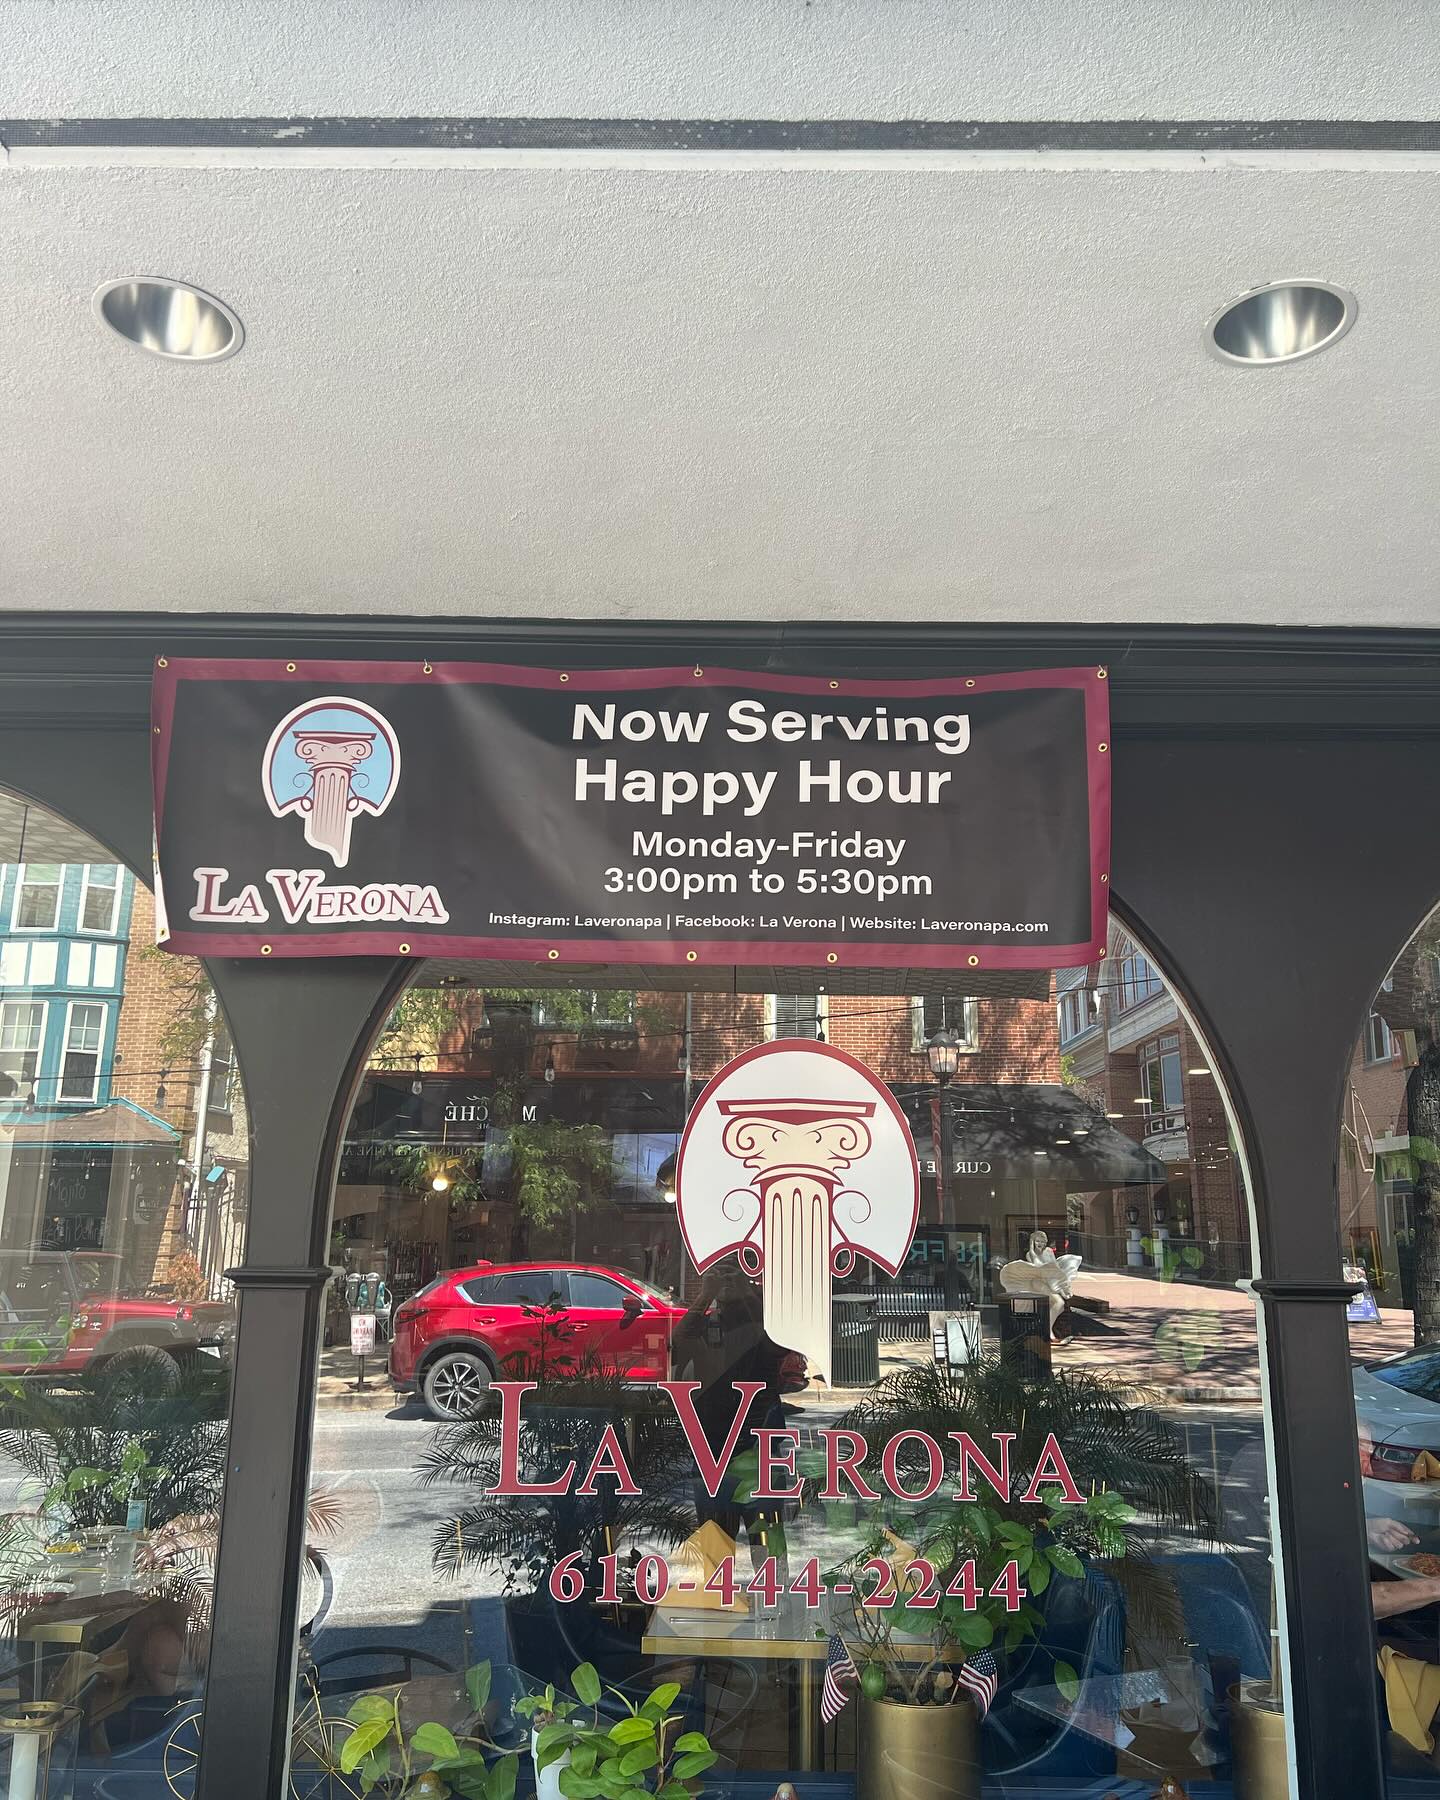 Now Serving
Happy Hour
Monday-Friday
3:00pm to 5:30pm
LA VERONA
Instagram: Laveronapa | Facebook: La Verona | Website: Laveronapa.com
LA VERONA
610-444-2244
Mojito